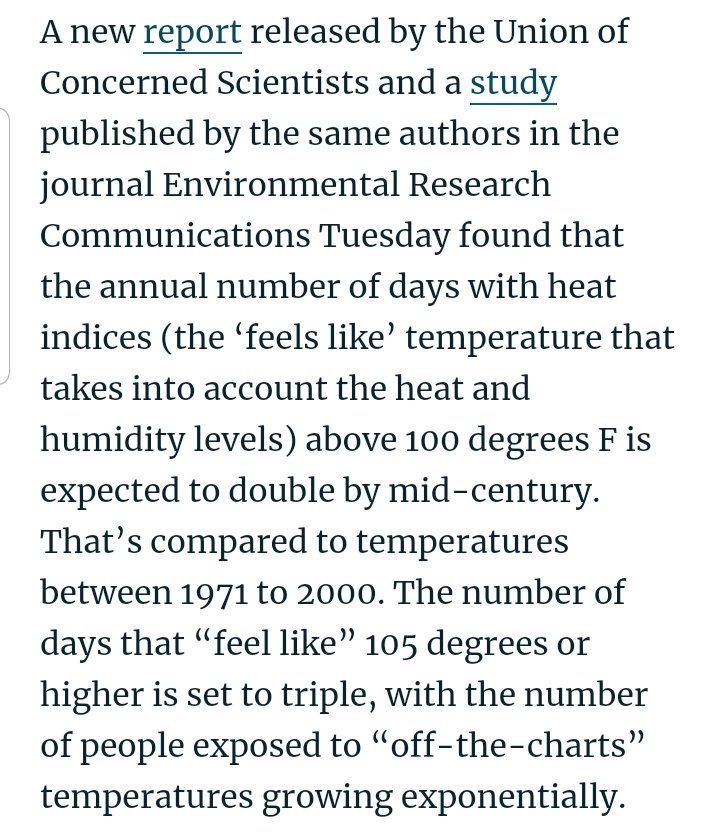 A new report released by the Union of
Concerned Scientists and a study
published by the same authors in the
journal Environmental Research
Communications Tuesday found that
the annual number of days with heat
indices (the ‘feels like’ temperature that
takes into account the heat and
humidity levels) above 100 degrees F is
expected to double by mid-century.
That’s compared to temperatures
between 1971 to 2000. The number of
days that “feel like” 105 degrees or
higher is set to triple, with the number
of people exposed to “off-the-charts”
temperatures growing exponentially.